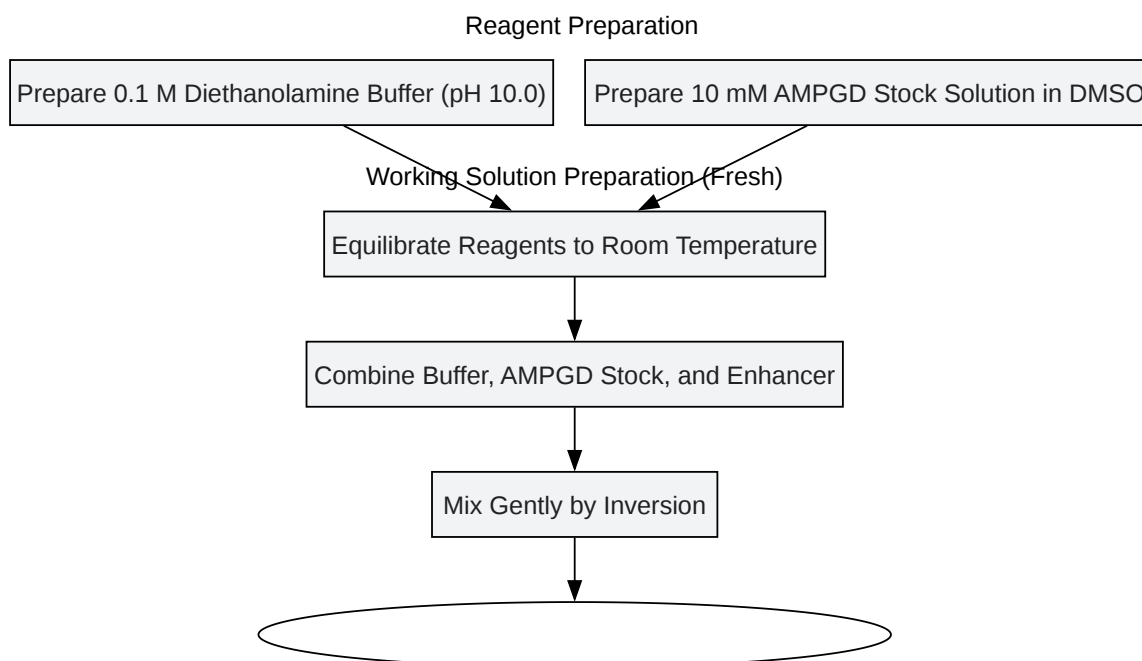 Reagent Preparation
Prepare 0.1 M Diethanolamine Buffer (pH 10.0)
Prepare 10 mM AMPGD Stock Solution in DMSO
Working Solution Preparation (Fresh)
Equilibrate Reagents to Room Temperature
Combine Buffer, AMPGD Stock, and Enhancer
Mix Gently by Inversion